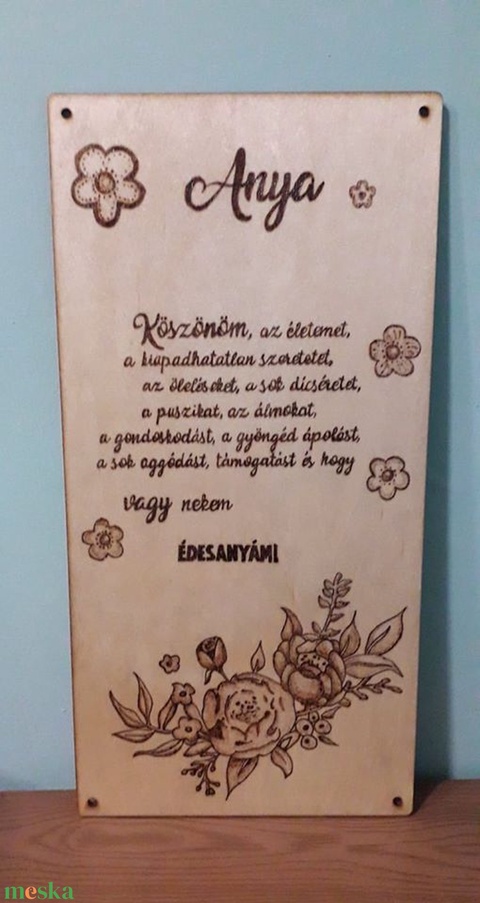 Anya
Köszönöm, az életemet,
a kiapadhatatlan szeretetet,
az öleléseket, a sok dícséretet,
a puszikat, az álmokat,
a gondoskodást, a gyöngéd ápolást,
a sok aggódást, támogatást és hogy
vagy nekem
ÉDESANYÁM!
meska